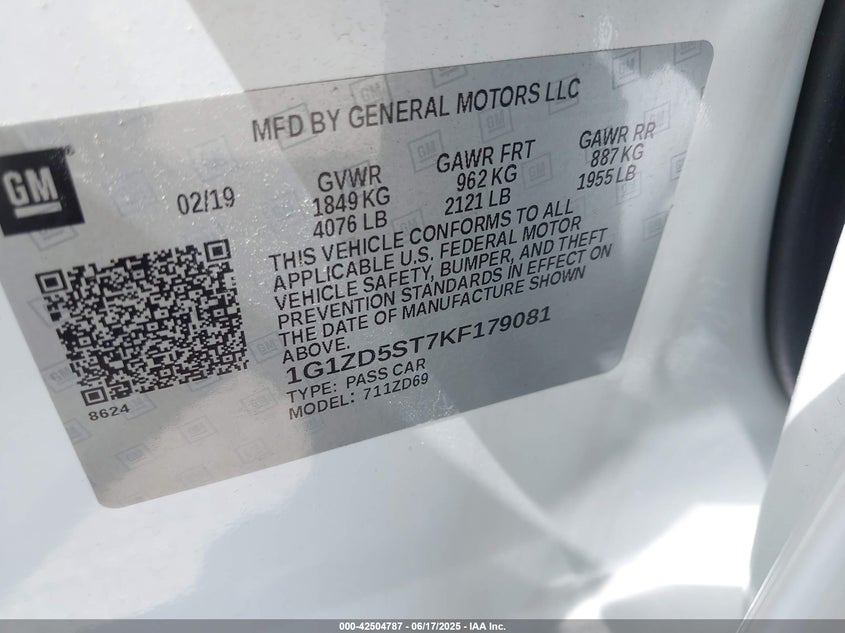 MFD BY GENERAL MOTORS LLC
GM
02/19
GVWR
1849 KG
4076 LB
GAWR FRT
962 KG
2121 LB
GAWR RR
887 KG
1955 LB
THIS VEHICLE CONFORMS TO ALL
APPLICABLE U.S. FEDERAL MOTOR
VEHICLE SAFETY, BUMPER, AND THEFT
PREVENTION STANDARDS IN EFFECT ON
THE DATE OF MANUFACTURE SHOWN
ABOVE.
1G1ZD5ST7KF179081
TYPE: PASS CAR
MODEL: 711ZD69
8624
000-42504787 - 06/17/2025 - IAA Inc.